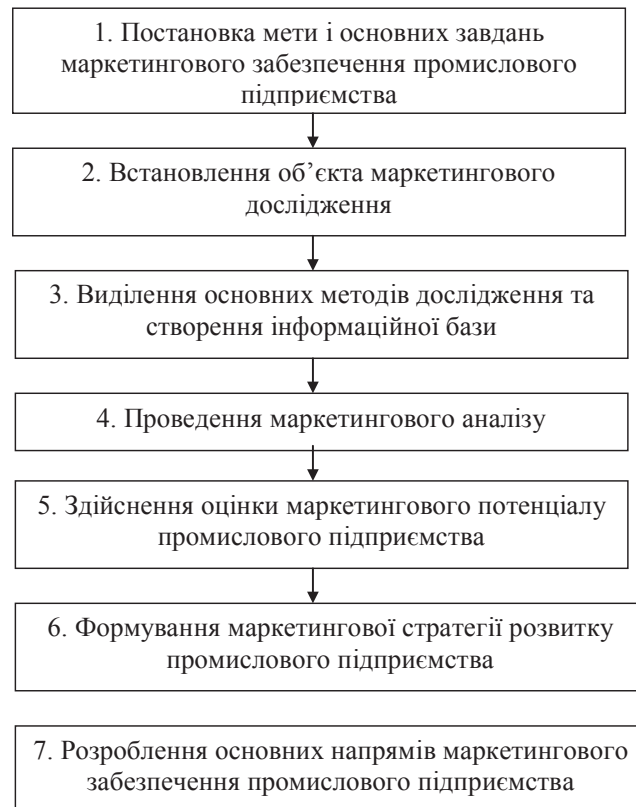 1. Постановка мети і основних завдань
маркетингового забезпечення промислового
підприємства
2. Встановлення об’єкта маркетингового
дослідження
3. Виділення основних методів дослідження та
створення інформаційної бази
4. Проведення маркетингового аналізу
5. Здійснення оцінки маркетингового потенціалу
промислового підприємства
6. Формування маркетингової стратегії розвитку
промислового підприємства
7. Розроблення основних напрямів маркетингового
забезпечення промислового підприємства